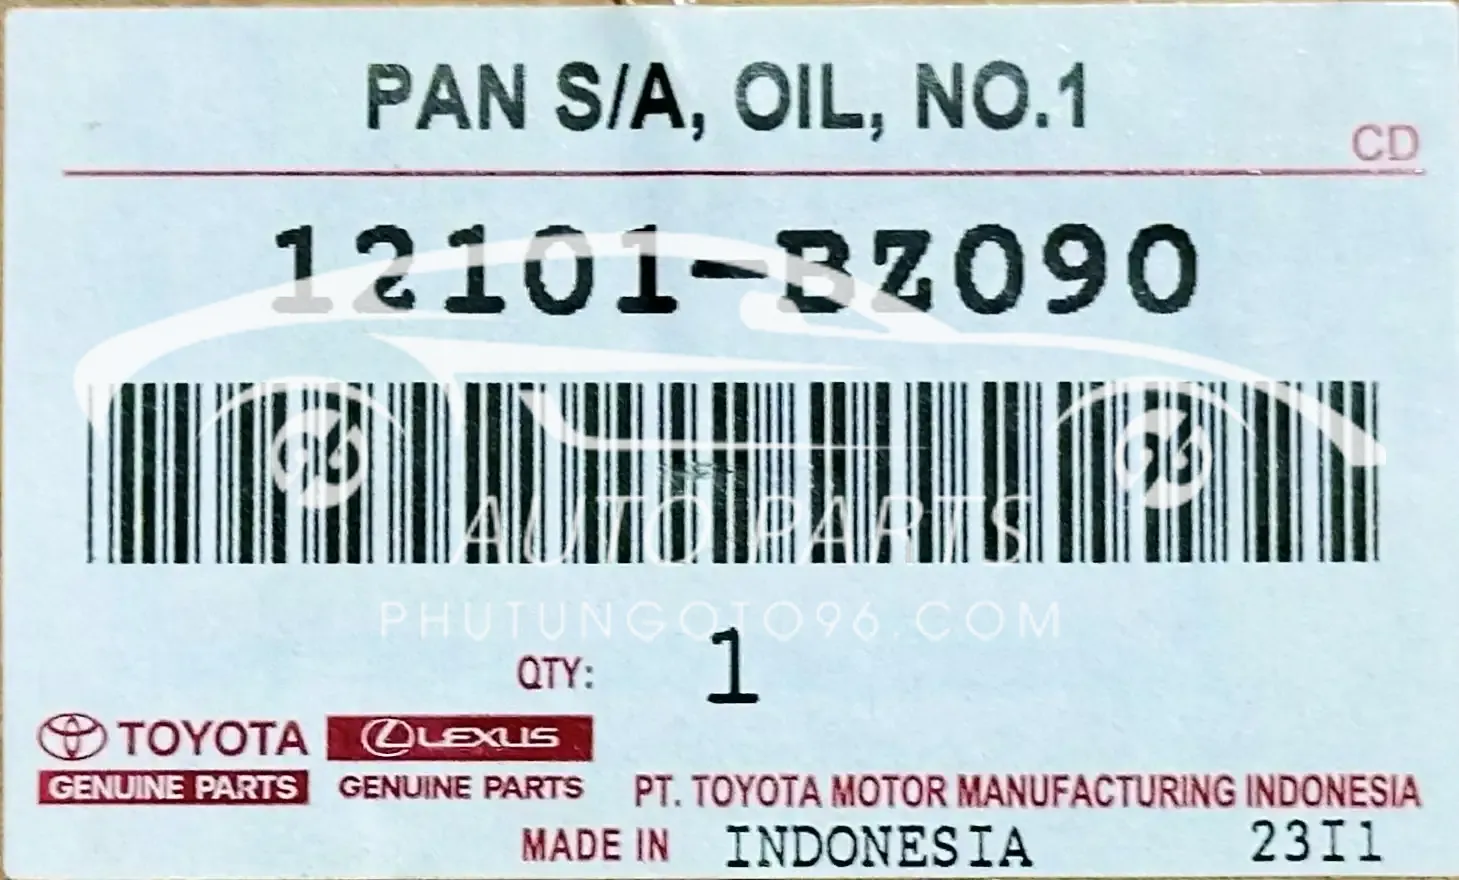 PAN S/A, OIL, NO.1
CD
12101-BZ090
AUTO PARTS
PHUTUNGOTO96.COM
QTY: 1
TOYOTA LEXUS
GENUINE PARTS GENUINE PARTS PT. TOYOTA MOTOR MANUFACTURING INDONESIA
MADE IN INDONESIA 23I1